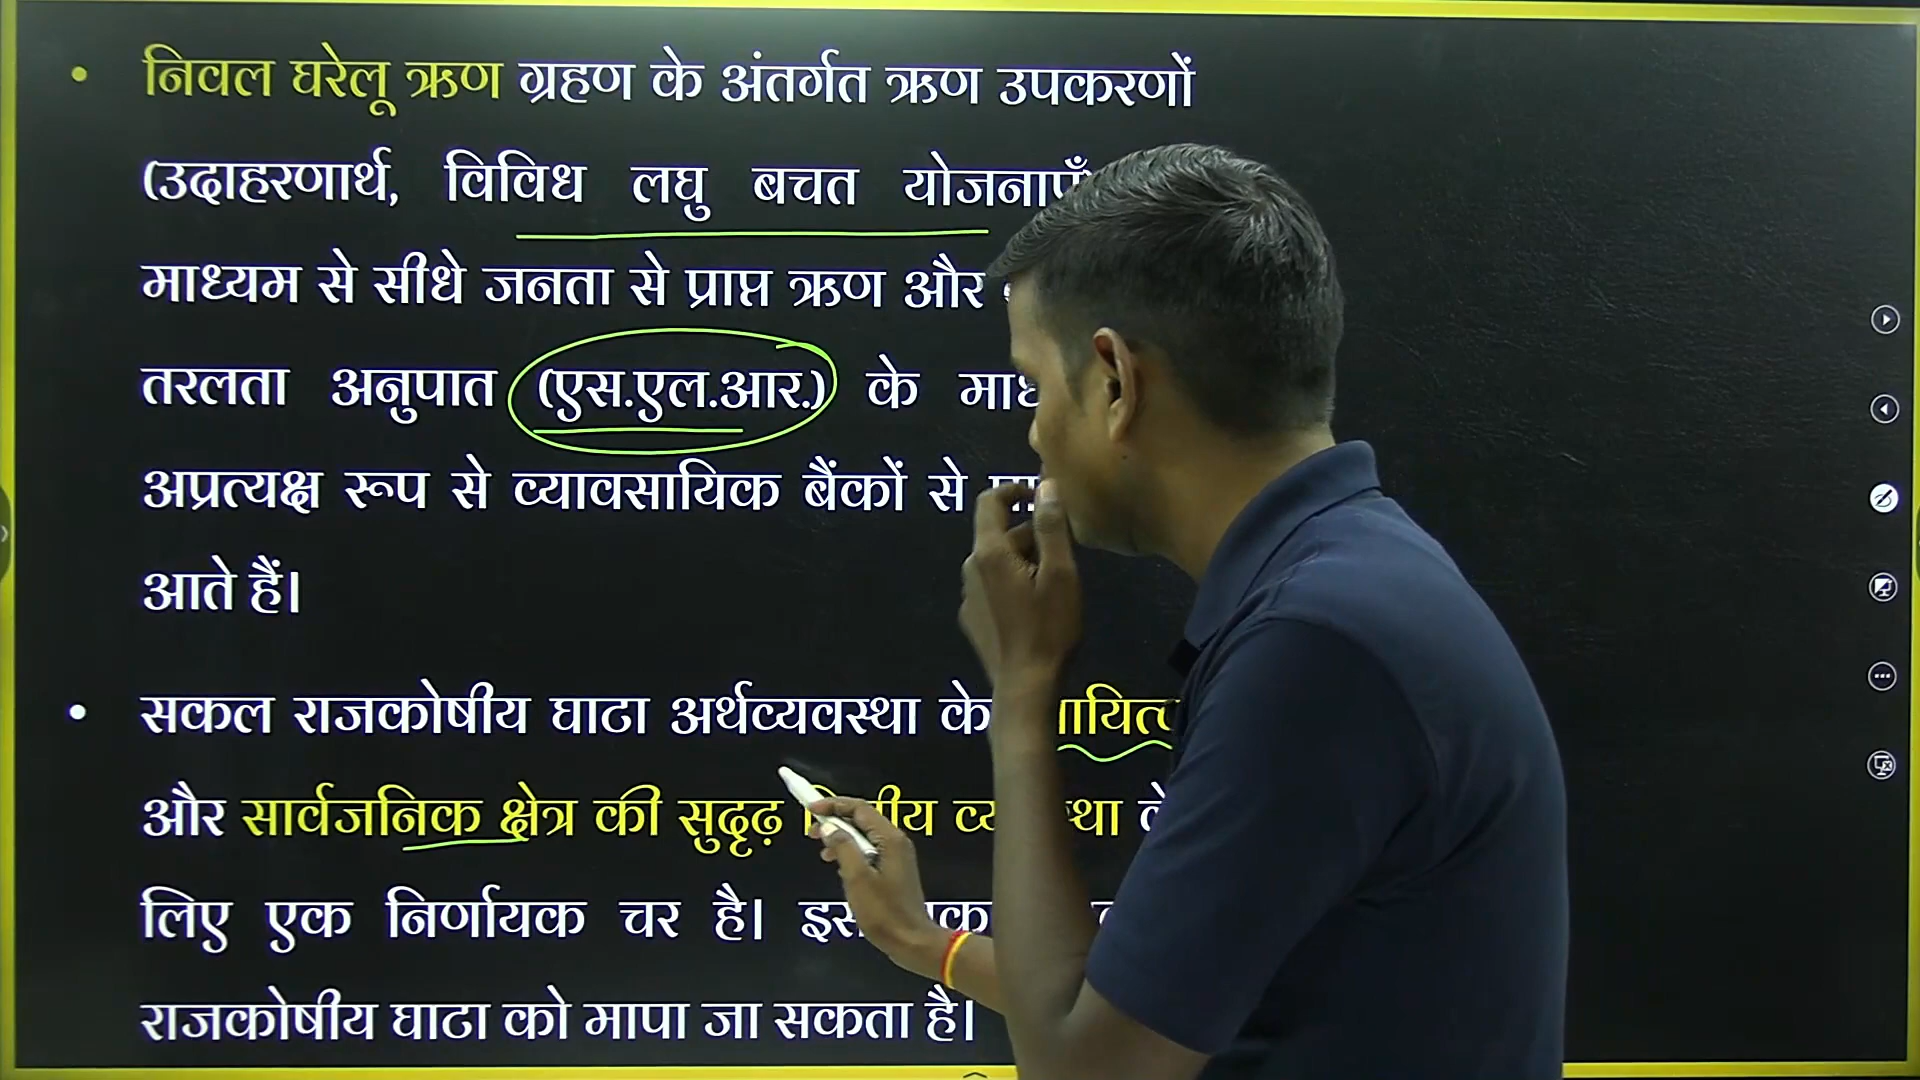 • निवल घरेलू ऋण ग्रहण के अंतर्गत ऋण उपकरणों
(उदाहरणार्थ, विविध लघु बचत योजनाएँ
माध्यम से सीधे जनता से प्राप्त ऋण और
तरलता अनुपात (एस.एल.आर.) के
अप्रत्यक्ष रूप से व्यावसायिक बैंकों से
आते हैं।
• सकल राजकोषीय घाटा अर्थव्यवस्था के
और सार्वजनिक क्षेत्र की सुदृढ़
लिए एक निर्णायक चर है।
राजकोषीय घाटा को मापा जा सकता है।